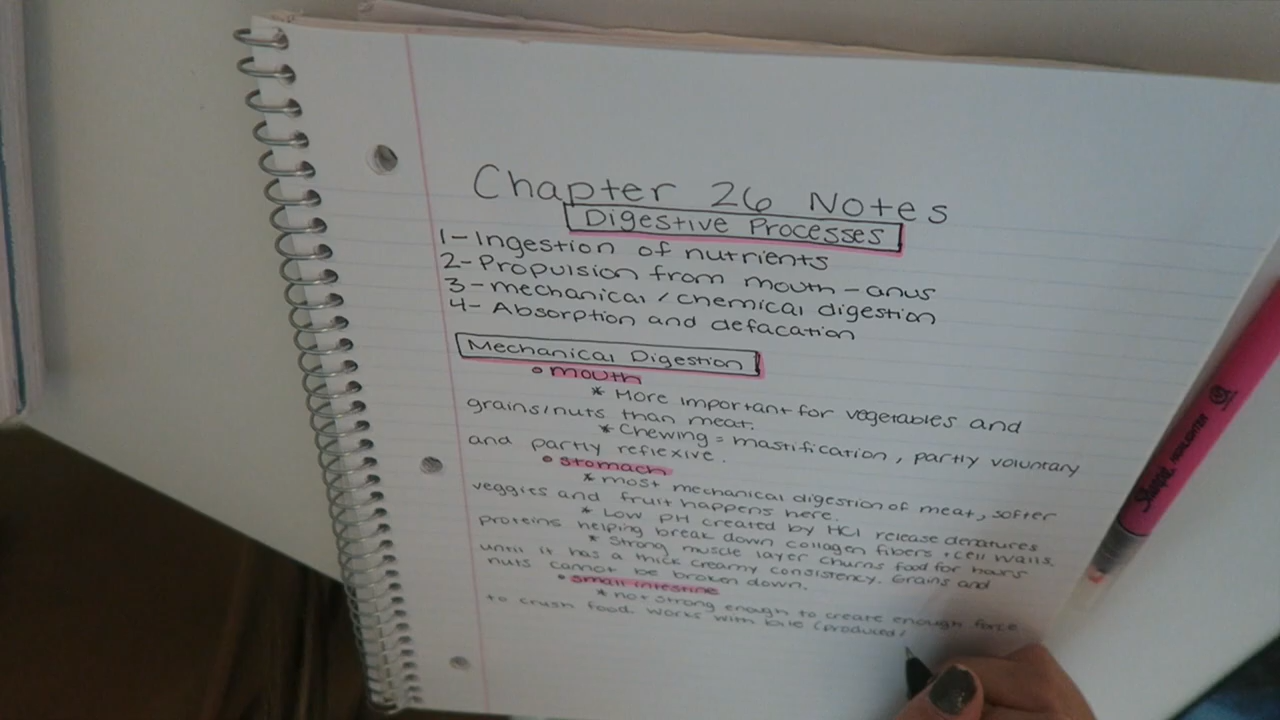 Chapter 26 Notes
Digestive Processes
1-Ingestion of nutrients
2-Propulsion from mouth-anus
3-mechanical/chemical digestion
4- Absorption and defacation
Mechanical Digestion
• mouth
* More important for vegetables and
grains/nuts than meat.
* Chewing = mastification, partly voluntary
and partly reflexive.
• stomach
* most mechanical digestion of meat, softer
veggies and fruit happens here.
* Low PH created by HCl release denatures
proteins helping break down collagen fibers + cell walls.
* Strong muscle layer churns food for hours
until it has a thick creamy consistency. Grains and
nuts cannot be broken down.
• small intestine
* not strong enough to create enough force
to crush food. Works with bile (produced/
Sharpie HIGHLIGHTER